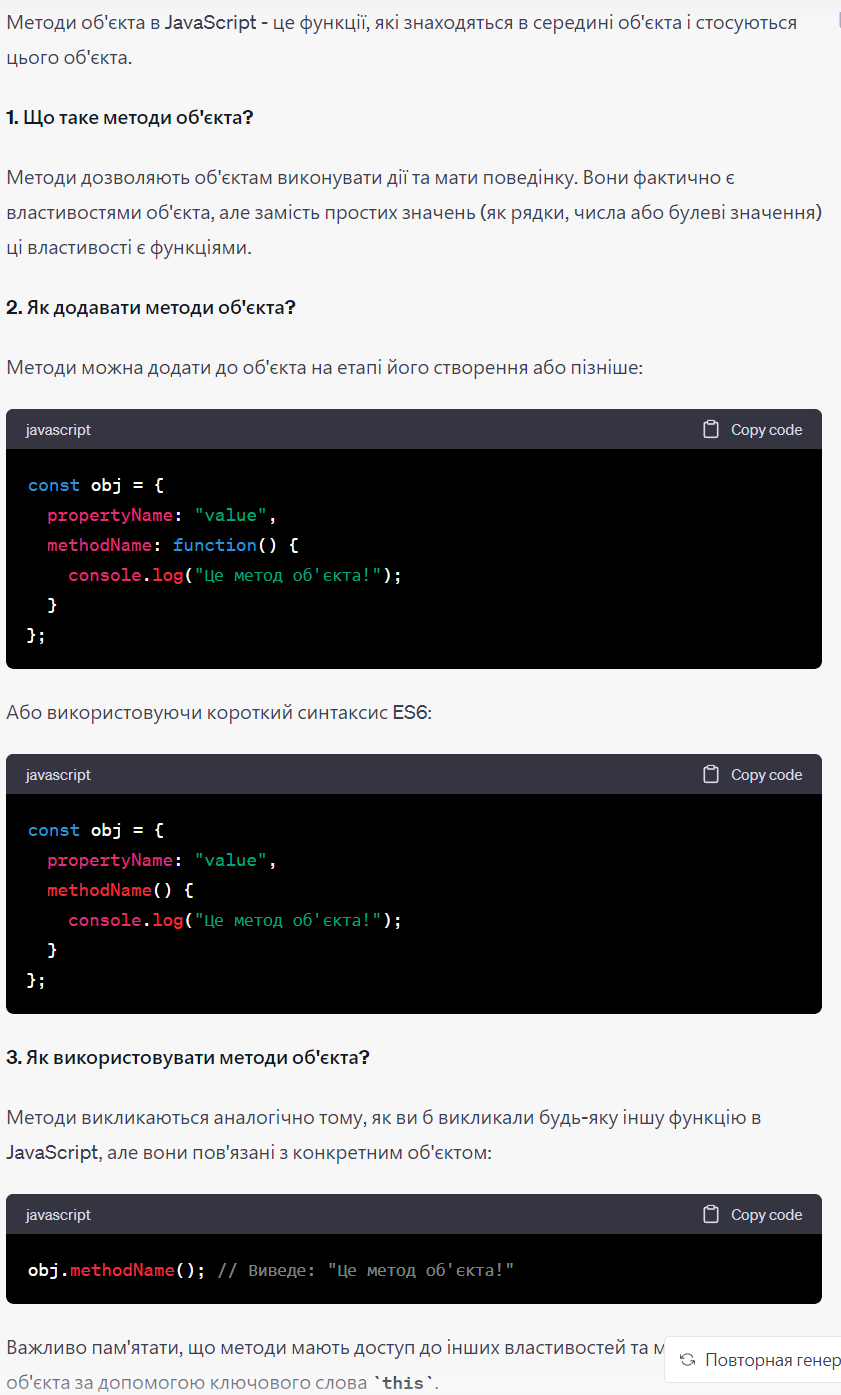 Методи об'єкта в JavaScript - це функції, які знаходяться в середині об'єкта і стосуються
цього об'єкта.
1. Що таке методи об'єкта?
Методи дозволяють об'єктам виконувати дії та мати поведінку. Вони фактично є
властивостями об'єкта, але замість простих значень (як рядки, числа або булеві значення)
ці властивості є функціями.
2. Як додавати методи об'єкта?
Методи можна додати до об'єкта на етапі його створення або пізніше:
javascript Copy code
const obj = {
  propertyName: "value",
  methodName: function() {
    console.log("Це метод об'єкта!");
  }
};
Або використовуючи короткий синтаксис ES6:
javascript Copy code
const obj = {
  propertyName: "value",
  methodName() {
    console.log("Це метод об'єкта!");
  }
};
3. Як використовувати методи об'єкта?
Методи викликаються аналогічно тому, як ви б викликали будь-яку іншу функцію в
JavaScript, але вони пов'язані з конкретним об'єктом:
javascript Copy code
obj.methodName(); // Виведе: "Це метод об'єкта!"
Важливо пам'ятати, що методи мають доступ до інших властивостей та
Повторная
об'єкта за допомогою ключового слова `this`.